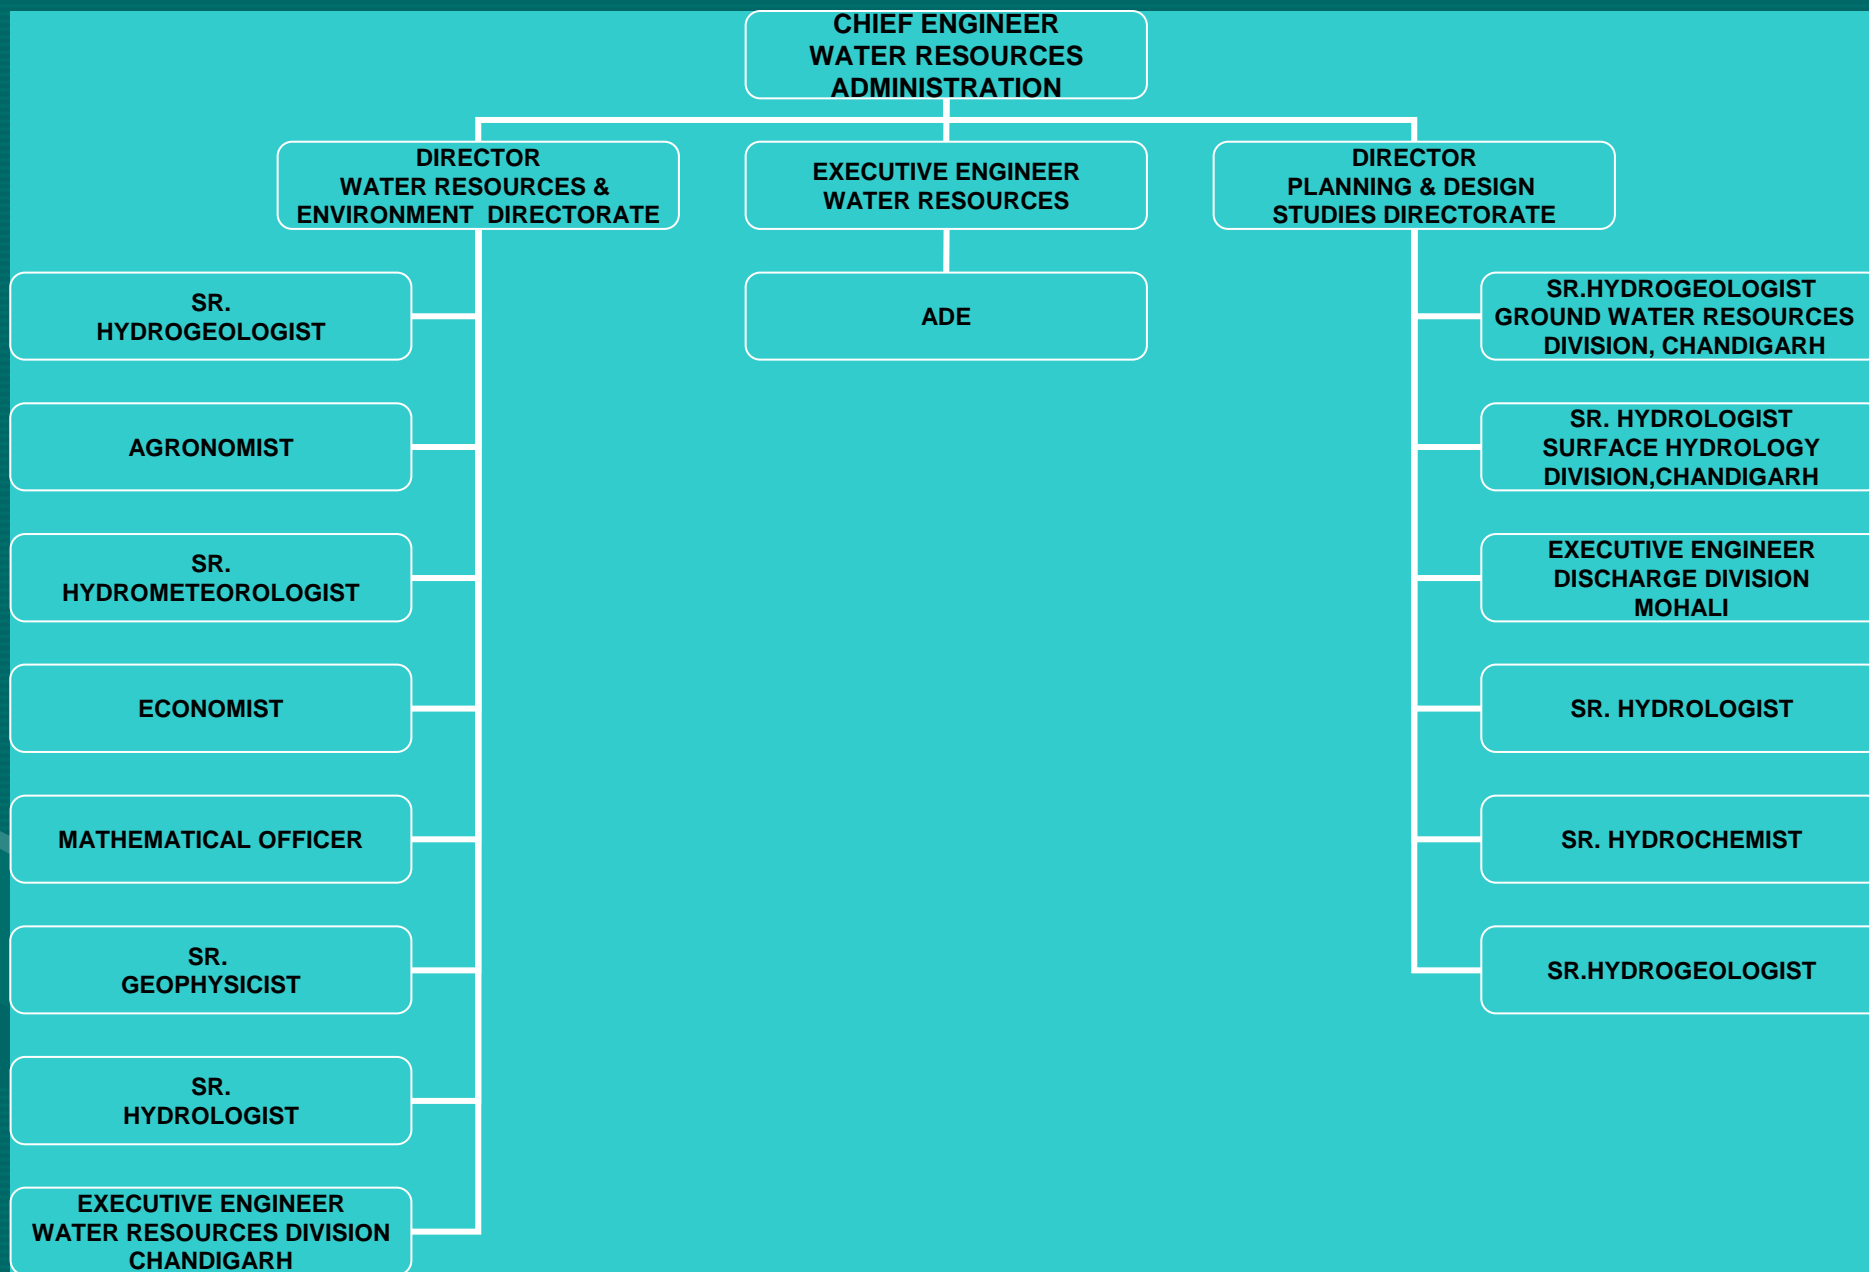 CHIEF ENGINEER
WATER RESOURCES
ADMINISTRATION
DIRECTOR
WATER RESOURCES &
ENVIRONMENT DIRECTORATE
EXECUTIVE ENGINEER
WATER RESOURCES
DIRECTOR
PLANNING & DESIGN
STUDIES DIRECTORATE
SR.
HYDROGEOLOGIST
AGRONOMIST
SR.
HYDROMETEOROLOGIST
ECONOMIST
MATHEMATICAL OFFICER
SR.
GEOPHYSICIST
SR.
HYDROLOGIST
EXECUTIVE ENGINEER
WATER RESOURCES DIVISION
CHANDIGARH
ADE
SR.HYDROGEOLOGIST
GROUND WATER RESOURCES
DIVISION, CHANDIGARH
SR. HYDROLOGIST
SURFACE HYDROLOGY
DIVISION,CHANDIGARH
EXECUTIVE ENGINEER
DISCHARGE DIVISION
MOHALI
SR. HYDROLOGIST
SR. HYDROCHEMIST
SR.HYDROGEOLOGIST